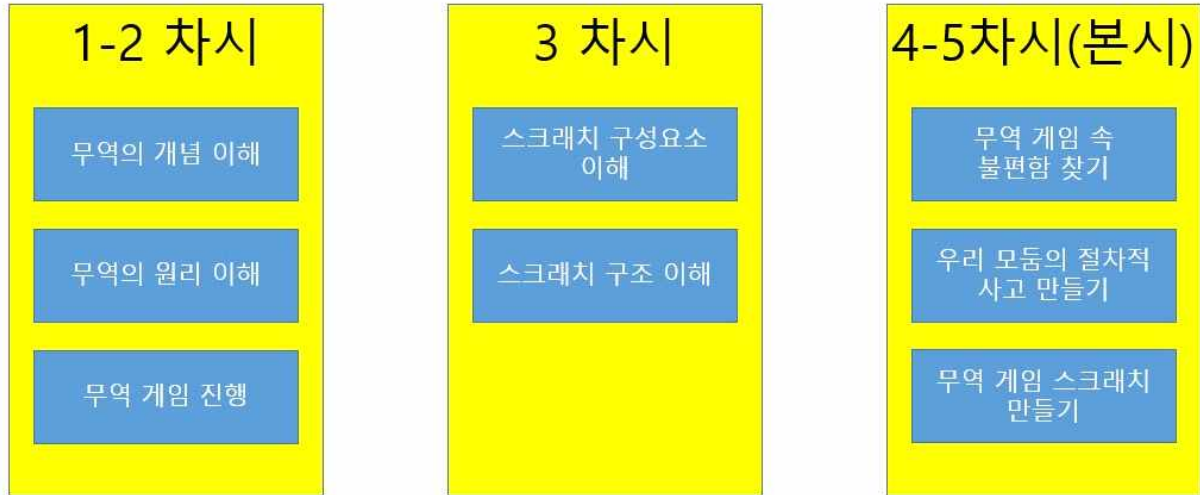 1-2 차시
무역의 개념 이해
무역의 원리 이해
무역 게임 진행
3 차시
스크래치 구성요소
이해
스크래치 구조 이해
4-5차시(본시)
무역 게임 속
불편함 찾기
우리 모둠의 절차적
사고 만들기
무역 게임 스크래치
만들기